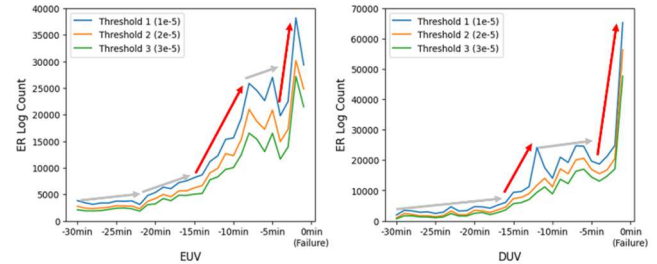 40000
35000
30000
25000
20000
15000
10000
5000
0
ER Log Count
Threshold 1 (1e-5)
Threshold 2 (2e-5)
Threshold 3 (3e-5)
-30min -25min -20min -15min -10min -5min 0min
(Failure)
EUV
70000
60000
50000
40000
30000
20000
10000
0
ER Log Count
Threshold 1 (1e-5)
Threshold 2 (2e-5)
Threshold 3 (3e-5)
-30min -25min -20min -15min -10min -5min 0min
(Failure)
DUV